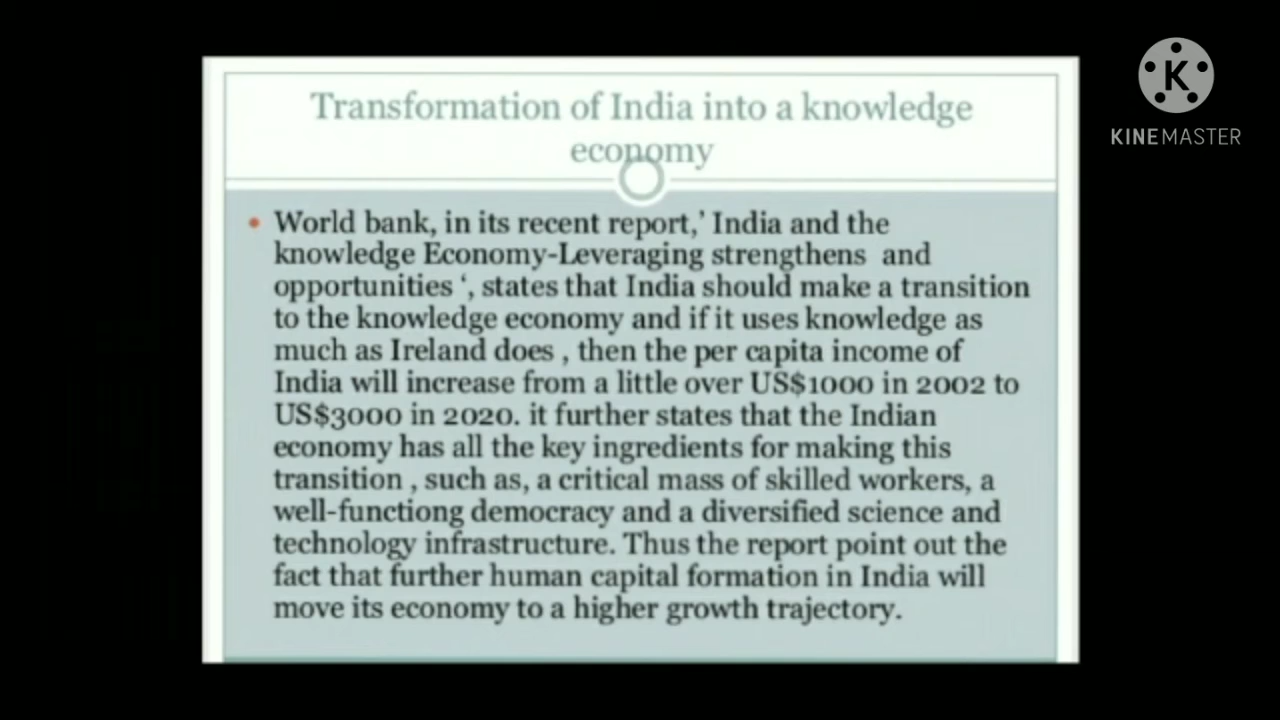 Transformation of India into a knowledge
economy
• World bank, in its recent report,’ India and the
knowledge Economy-Leveraging strengthens and
opportunities ‘, states that India should make a transition
to the knowledge economy and if it uses knowledge as
much as Ireland does , then the per capita income of
India will increase from a little over US$1000 in 2002 to
US$3000 in 2020. it further states that the Indian
economy has all the key ingredients for making this
transition , such as, a critical mass of skilled workers, a
well-functiong democracy and a diversified science and
technology infrastructure. Thus the report point out the
fact that further human capital formation in India will
move its economy to a higher growth trajectory.
K
KINEMASTER